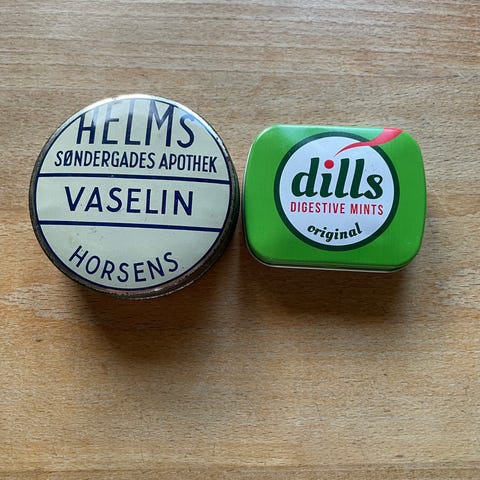 HELMS
SØNDERGADES APOTHEK
VASELIN
HORSENS
dills
DIGESTIVE MINTS
original